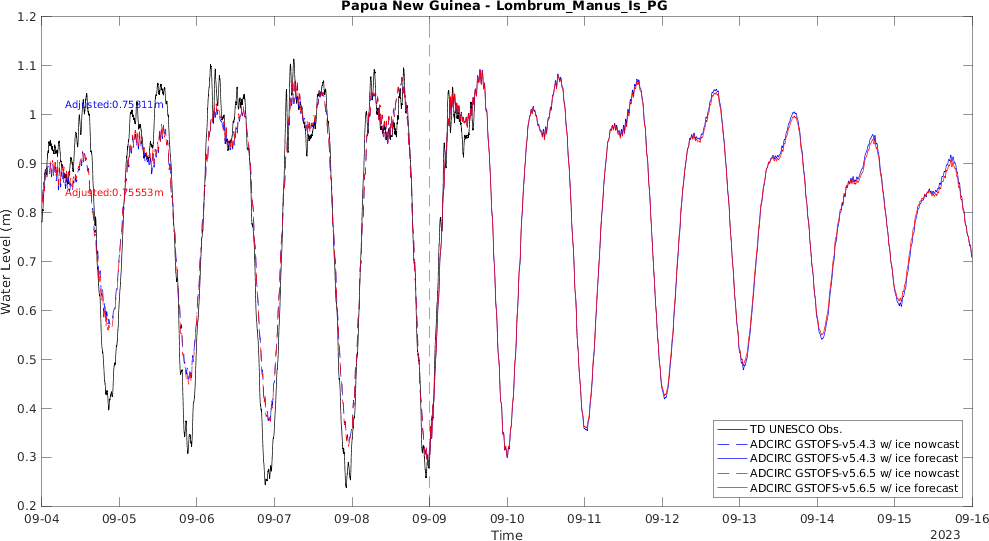 Papua New Guinea - Lombrum_Manus_Is_PG
1.2
1.1
1
0.9
0.8
0.7
0.6
0.5
0.4
0.3
0.2
Water Level (m)
Adjusted:0.75811m
Adjusted:0.75553m
TD UNESCO Obs.
ADCIRC GSTOFS-v5.4.3 w/ ice nowcast
ADCIRC GSTOFS-v5.4.3 w/ ice forecast
ADCIRC GSTOFS-v5.6.5 w/ ice nowcast
ADCIRC GSTOFS-v5.6.5 w/ ice forecast
09-04 09-05 09-06 09-07 09-08 09-09 09-10 09-11 09-12 09-13 09-14 09-15 09-16
Time 2023